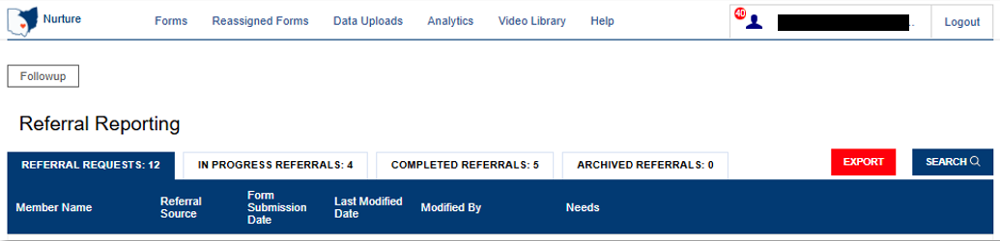 Nurture Forms Reassigned Forms Data Uploads Analytics Video Library Help 40 Logout
Followup
Referral Reporting
REFERRAL REQUESTS: 12 IN PROGRESS REFERRALS: 4 COMPLETED REFERRALS: 5 ARCHIVED REFERRALS: 0 EXPORT SEARCH
Member Name Referral Source Form Submission Date Last Modified Date Modified By Needs